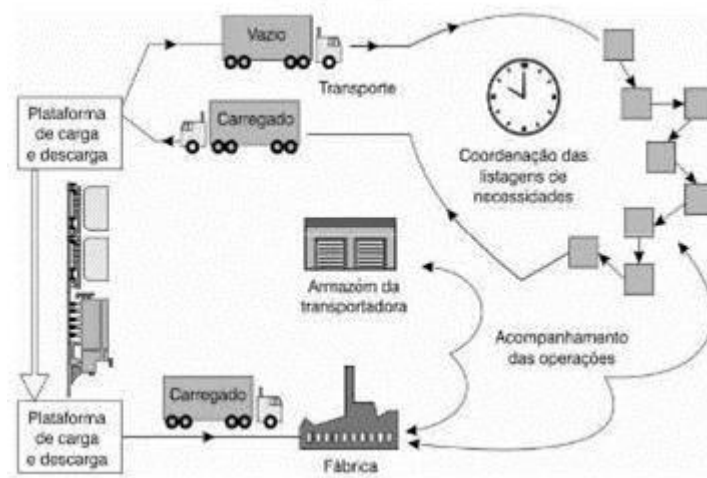 Vazio
Transporte
Plataforma
de carga
e descarga
Carregado
Coordenação das
listagens de
necessidades
Armazém da
transportadora
Acompanhamento
das operações
Carregado
Plataforma
de carga
e descarga
Fábrica